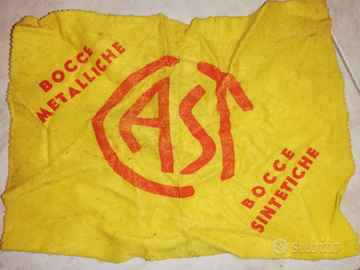 BOCCE
METALLICHE
CAST
BOCCE
SINTETICHE
subito